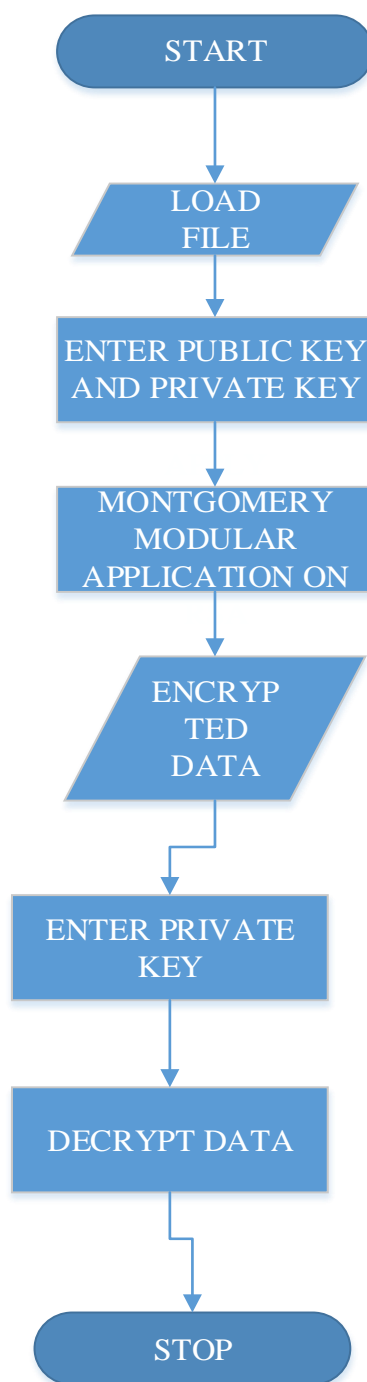 START
LOAD
FILE
ENTER PUBLIC KEY
AND PRIVATE KEY
MONTGOMERY
MODULAR
APPLICATION ON
ENCRYP
TED
DATA
ENTER PRIVATE
KEY
DECRYPT DATA
STOP